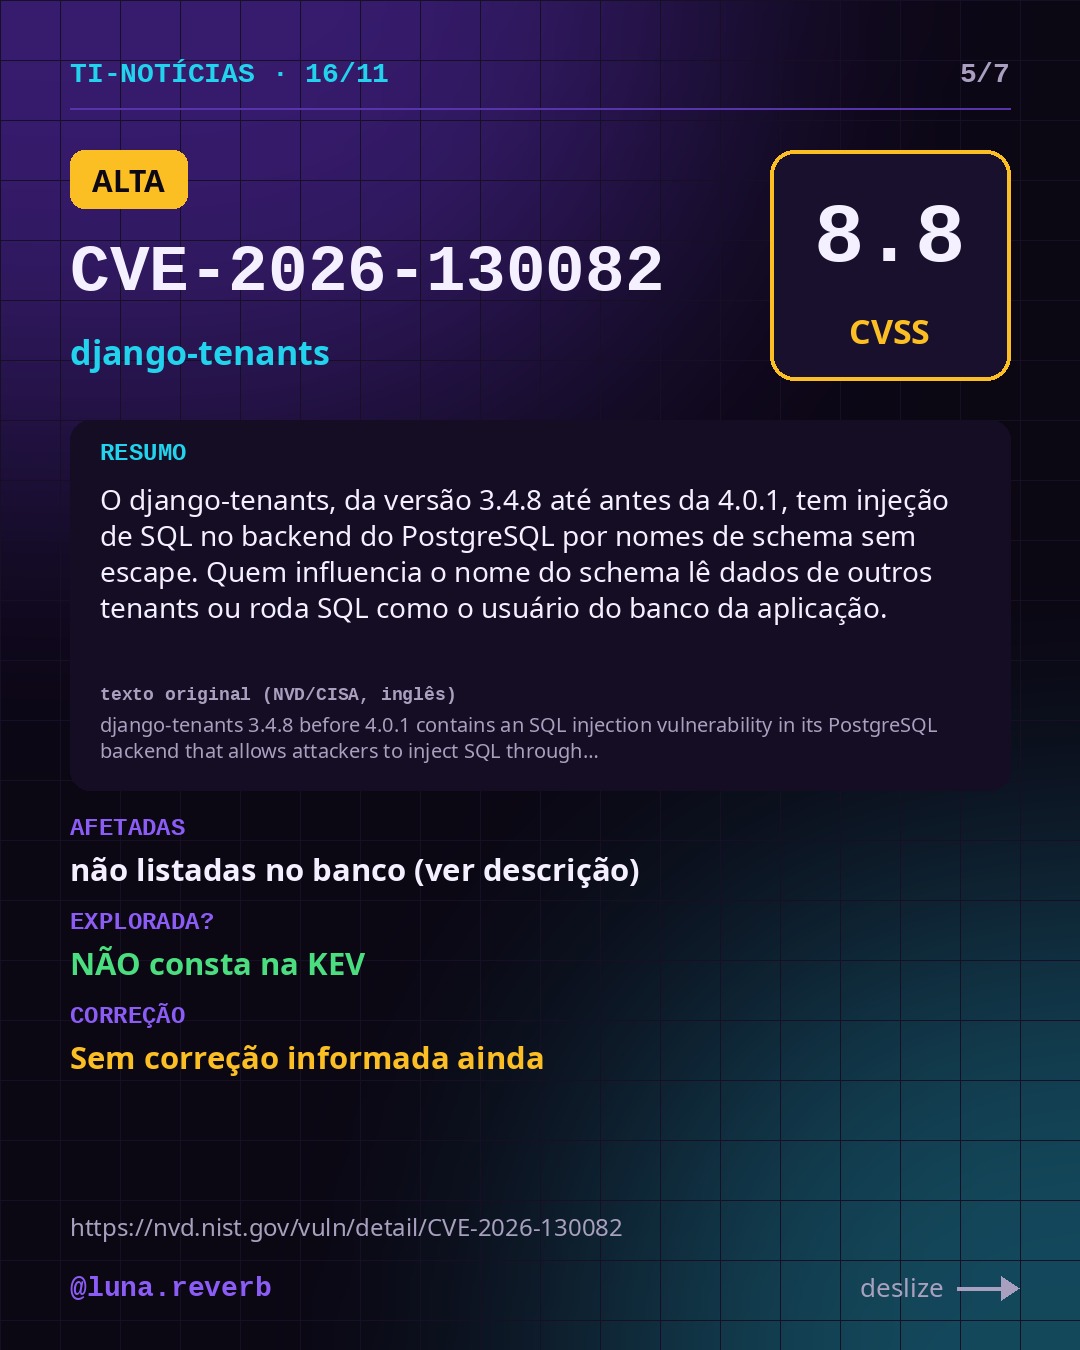 TI-NOTÍCIAS · 16/11
5/7
ALTA
CVE-2026-130082
django-tenants
8.8
CVSS
RESUMO
O django-tenants, da versão 3.4.8 até antes da 4.0.1, tem injeção
de SQL no backend do PostgreSQL por nomes de schema sem
escape. Quem influencia o nome do schema lê dados de outros
tenants ou roda SQL como o usuário do banco da aplicação.
texto original (NVD/CISA, inglês)
django-tenants 3.4.8 before 4.0.1 contains an SQL injection vulnerability in its PostgreSQL
backend that allows attackers to inject SQL through…
AFETADAS
não listadas no banco (ver descrição)
EXPLORADA?
NÃO consta na KEV
CORREÇÃO
Sem correção informada ainda
https://nvd.nist.gov/vuln/detail/CVE-2026-130082
@luna.reverb
deslize